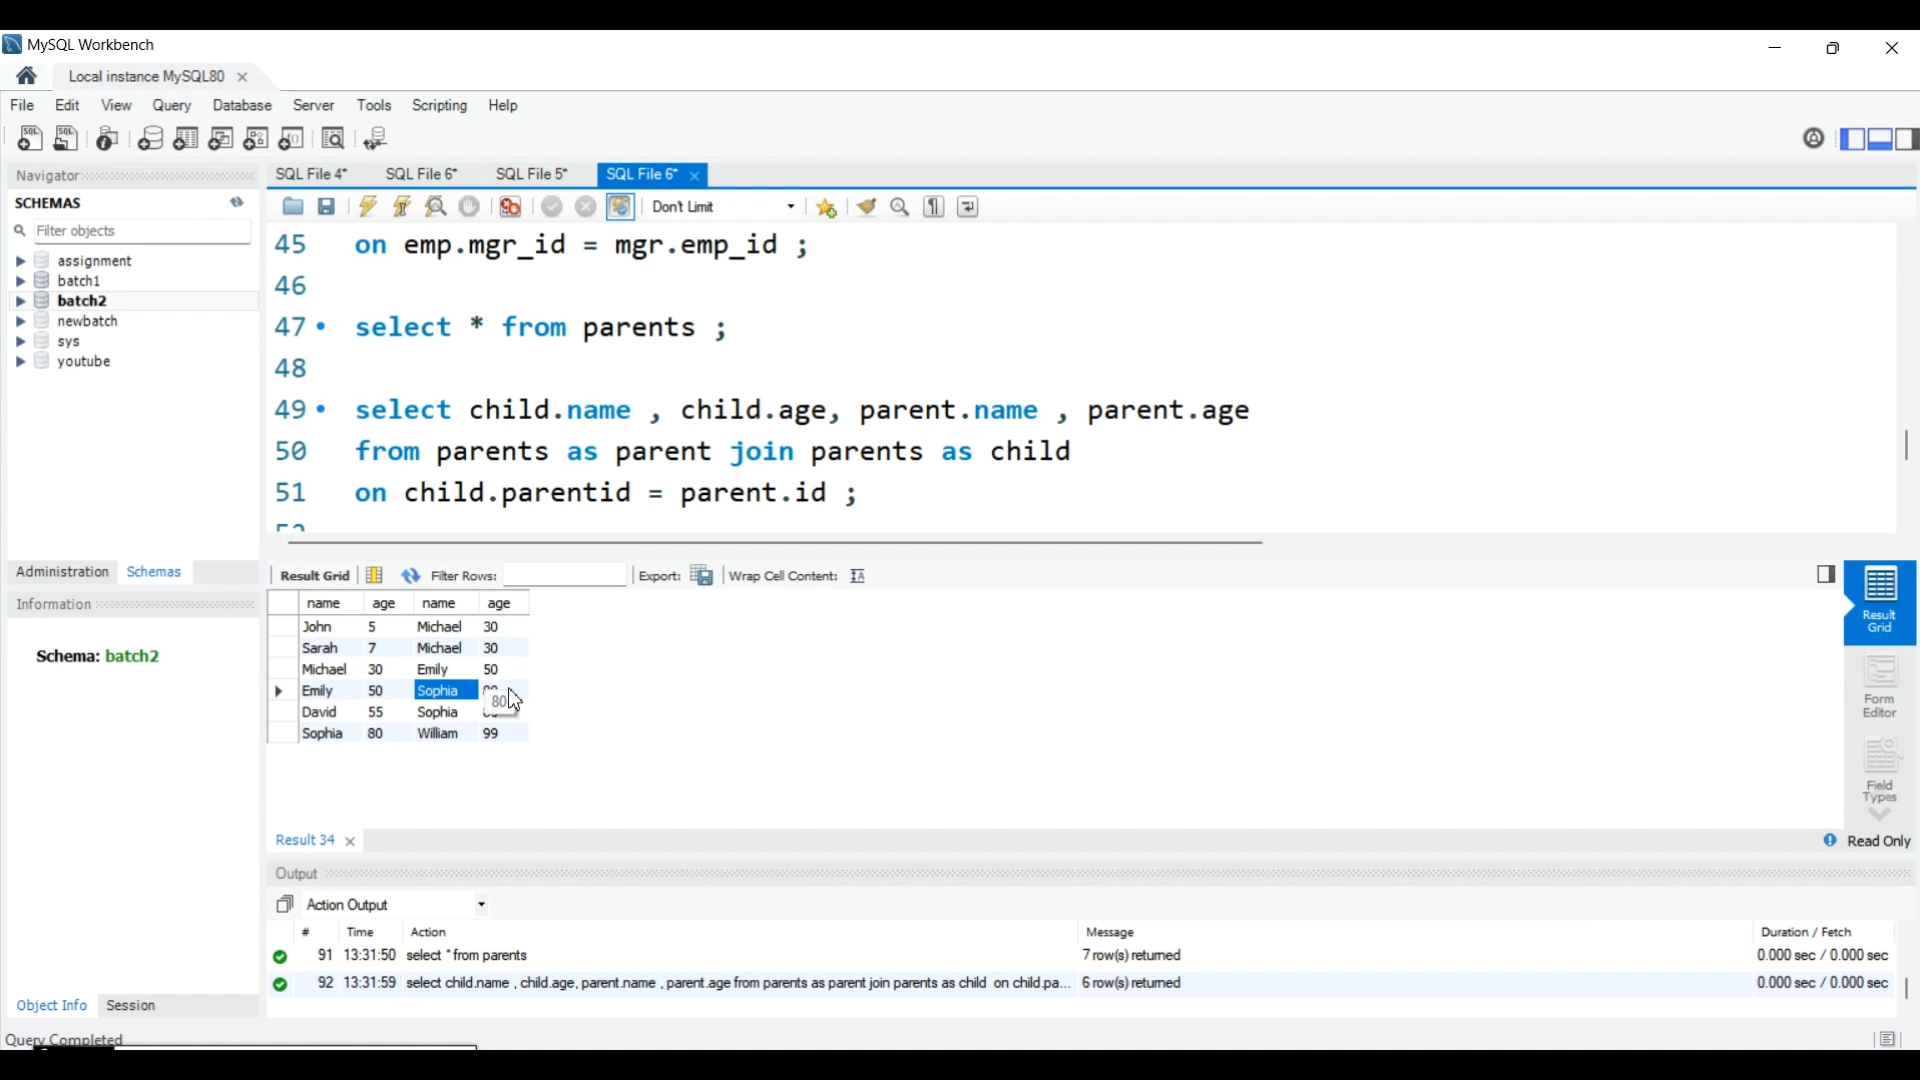 MySQL Workbench
Local instance MySQL80
File Edit View Query Database Server Tools Scripting Help
Navigator
SCHEMAS
Filter objects
assignment
batch1
batch2
newbatch
sys
youtube
Administration Schemas
Information
Schema: batch2
Object Info Session
Query Completed
SQL File 4* SQL File 6* SQL File 5* SQL File 6*
Don't Limit
45 on emp.mgr_id = mgr.emp_id ;
46
47 select * from parents ;
48
49 select child.name , child.age, parent.name , parent.age
50 from parents as parent join parents as child
51 on child.parentid = parent.id ;
52
Result Grid Filter Rows: Export: Wrap Cell Content:
name age name age
John 5 Michael 30
Sarah 7 Michael 30
Michael 30 Emily 50
Emily 50 Sophia 80
David 55 Sophia
Sophia 80 William 99
Result Grid
Form Editor
Field Types
Result 34
Read Only
Output
Action Output
# Time Action Message Duration / Fetch
91 13:31:50 select * from parents 7 row(s) returned 0.000 sec / 0.000 sec
92 13:31:59 select child.name , child.age, parent.name , parent.age from parents as parent join parents as child on child.pa... 6 row(s) returned 0.000 sec / 0.000 sec